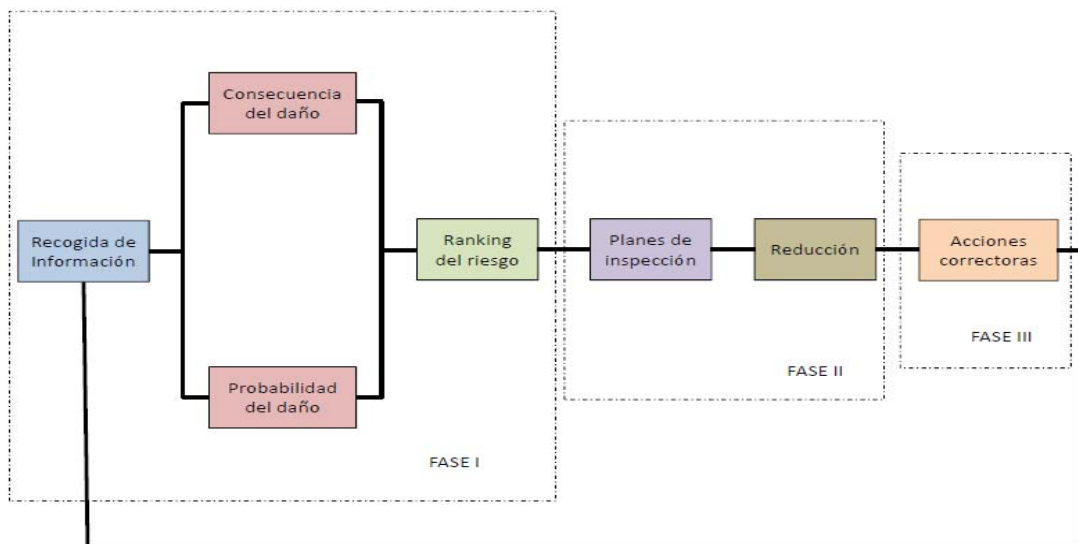 Consecuencia
del daño
Recogida de
Información
Ranking
del riesgo
Probabilidad
del daño
FASE I
Planes de
inspección
Reducción
FASE II
Acciones
correctoras
FASE III